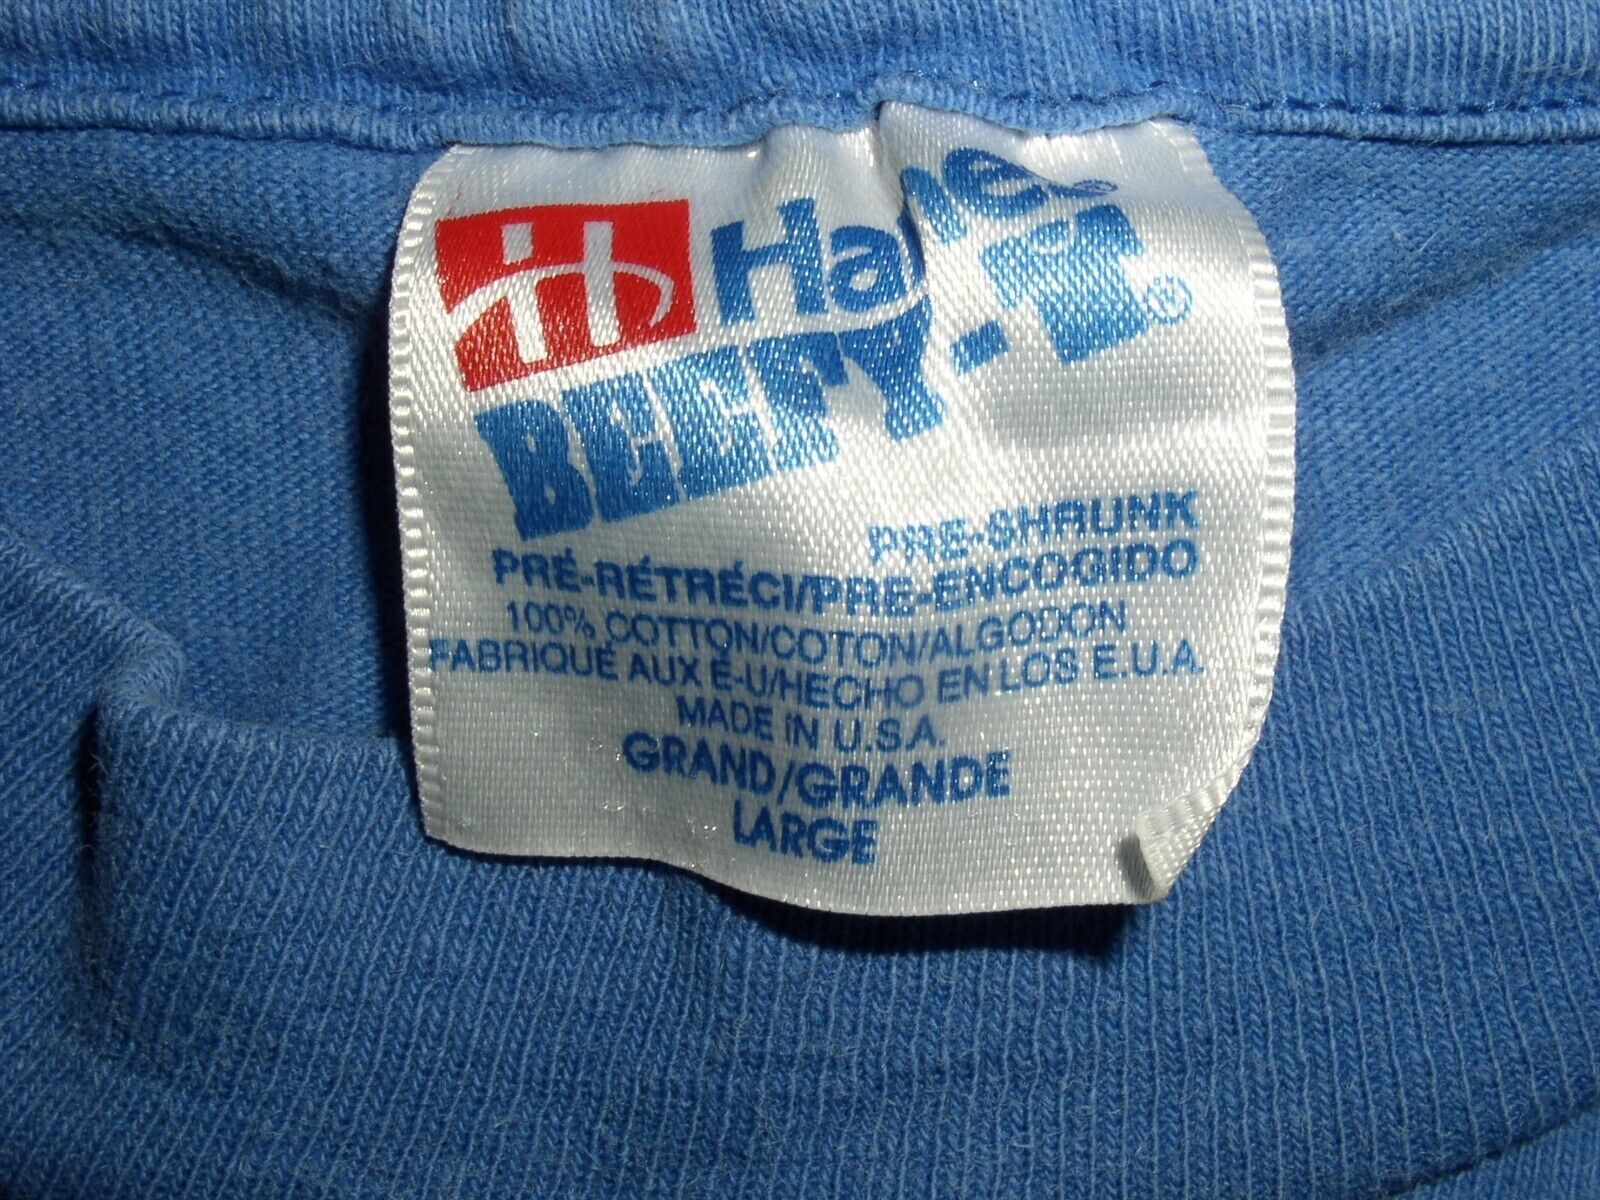 H Hanes®
BEEFY-T®
PRE-SHRUNK
PRÉ-RÉTRÉCI/PRE-ENCOGIDO
100% COTTON/COTON/ALGODON
FABRIQUÉ AUX É-U/HECHO EN LOS E.U.A.
MADE IN U.S.A.
GRAND/GRANDE
LARGE